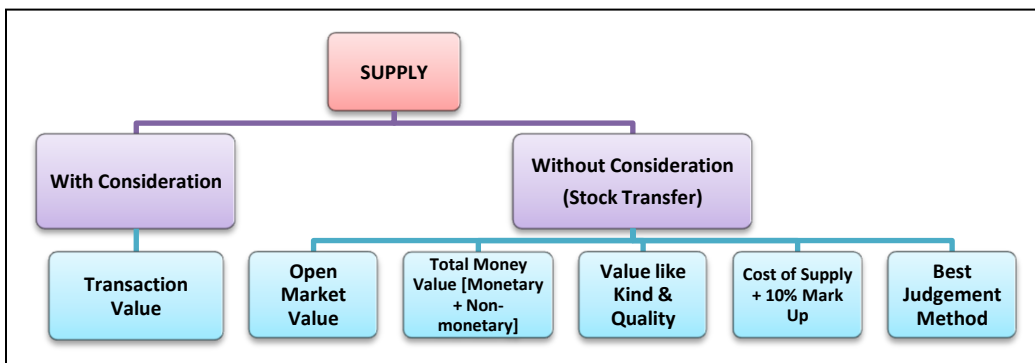 SUPPLY
With Consideration
Without Consideration
(Stock Transfer)
Transaction
Value
Open
Market
Value
Total Money
Value [Monetary
+ Non-
monetary]
Value like
Kind &
Quality
Cost of Supply
+ 10% Mark
Up
Best
Judgement
Method